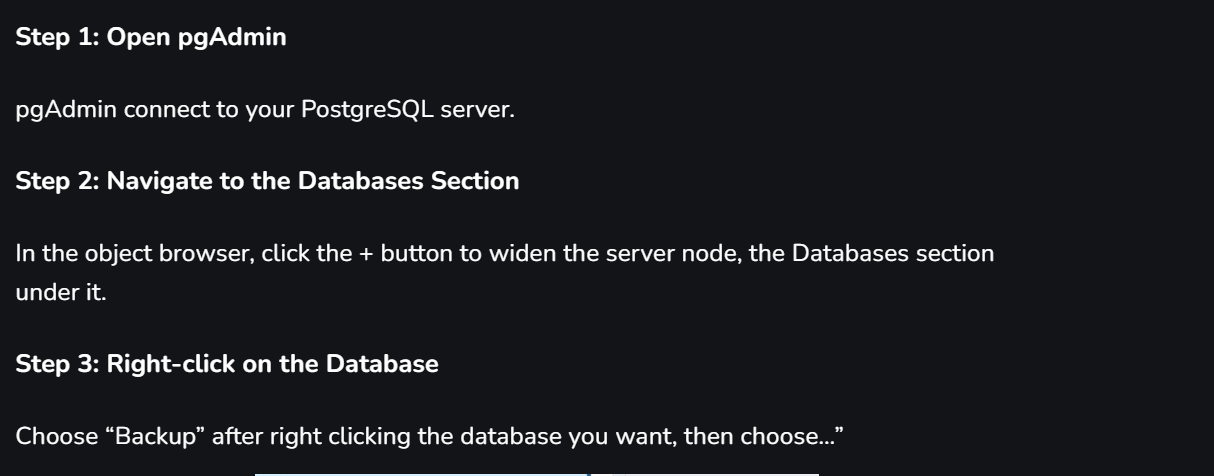 Step 1: Open pgAdmin
pgAdmin connect to your PostgreSQL server.
Step 2: Navigate to the Databases Section
In the object browser, click the + button to widen the server node, the Databases section
under it.
Step 3: Right-click on the Database
Choose “Backup” after right clicking the database you want, then choose...”